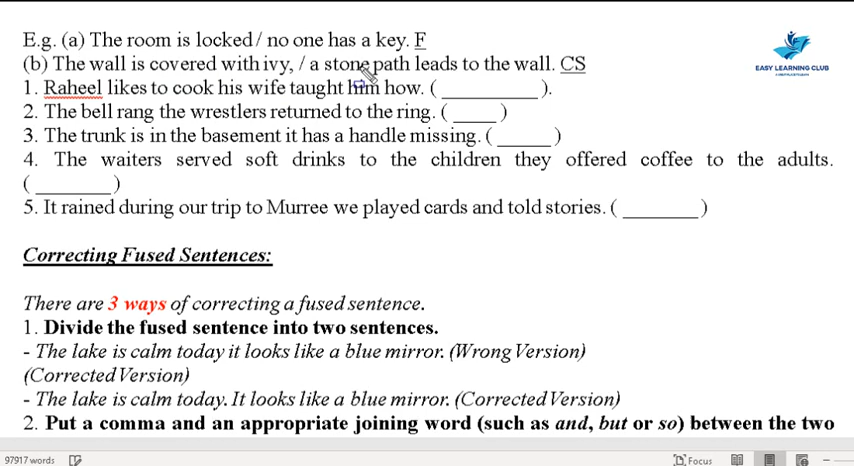 E.g. (a) The room is locked/ no one has a key. F
(b) The wall is covered with ivy, / a stone path leads to the wall. CS
1. Raheel likes to cook his wife taught him how. ( __________ ).
2. The bell rang the wrestlers returned to the ring. ( ____ )
3. The trunk is in the basement it has a handle missing. ( _____ )
4. The waiters served soft drinks to the children they offered coffee to the adults.
( ________ )
5. It rained during our trip to Murree we played cards and told stories. ( ________ )
Correcting Fused Sentences:
There are 3 ways of correcting a fused sentence.
1. Divide the fused sentence into two sentences.
- The lake is calm today it looks like a blue mirror. (Wrong Version)
(Corrected Version)
- The lake is calm today. It looks like a blue mirror. (Corrected Version)
2. Put a comma and an appropriate joining word (such as and, but or so) between the two
EASY LEARNING CLUB
97917 words
Focus